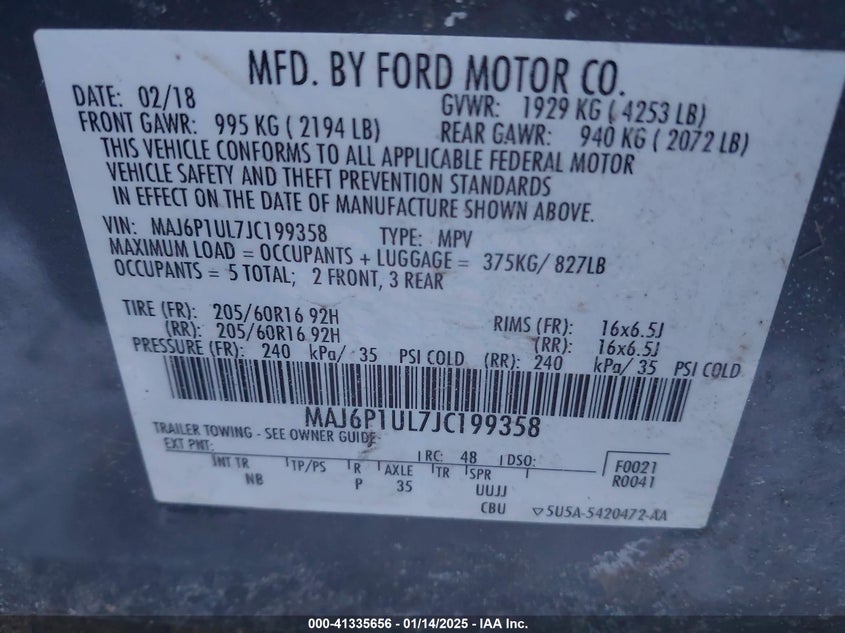 MFD. BY FORD MOTOR CO.
DATE: 02/18 GVWR: 1929 KG ( 4253 LB)
FRONT GAWR: 995 KG ( 2194 LB) REAR GAWR: 940 KG ( 2072 LB)
THIS VEHICLE CONFORMS TO ALL APPLICABLE FEDERAL MOTOR
VEHICLE SAFETY AND THEFT PREVENTION STANDARDS
IN EFFECT ON THE DATE OF MANUFACTURE SHOWN ABOVE.
VIN: MAJ6P1UL7JC199358 TYPE: MPV
MAXIMUM LOAD = OCCUPANTS + LUGGAGE = 375KG/ 827LB
OCCUPANTS = 5 TOTAL; 2 FRONT, 3 REAR
TIRE (FR): 205/60R16 92H RIMS (FR): 16x6.5J
(RR): 205/60R16 92H (RR): 16x6.5J
PRESSURE (FR): 240 kPa/ 35 PSI COLD (RR): 240 kPa/ 35 PSI COLD
MAJ6P1UL7JC199358
TRAILER TOWING - SEE OWNER GUIDE
EXT PNT: RC: 48 DSO: F0021
R0041
INT TR TP/PS R AXLE TR SPR
NB P 35 UUJJ
CBU 5U5A-5420472-AA
000-41335656 - 01/14/2025 - IAA Inc.